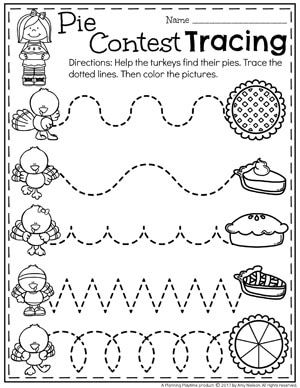 Name
Pie
Contest Tracing
Directions: Help the turkeys find their pies. Trace the
dotted lines. Then color the pictures.
A Planning Playtime product © 2017 by Amy Nielson. All rights reserved.